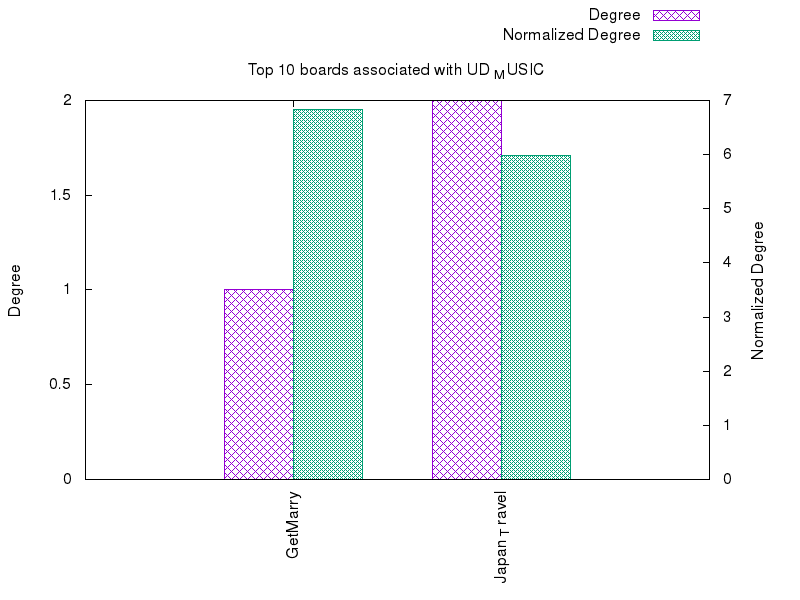 Degree
Normalized Degree
Top 10 boards associated with UD MUSIC
2
1.5
1
0.5
0
7
6
5
4
3
2
1
0
Degree
Normalized Degree
GetMarry
Japan Travel